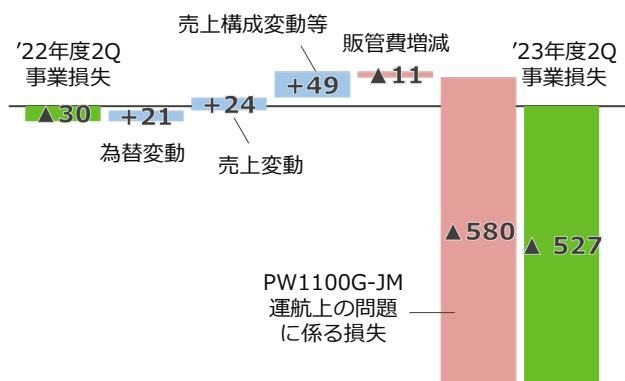 売上構成変動等
'22年度2Q
事業損失
販管費増減
'23年度2Q
事業損失
▲30
+21
+24
+49
▲11
為替変動
売上変動
▲580
▲ 527
PW1100G-JM
運航上の問題
に係る損失